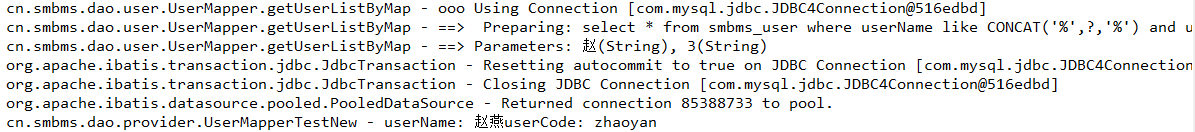 cn.smbms.dao.user.UserMapper.getUserListByMap - ooo Using Connection [com.mysql.jdbc.JDBC4Connection@516edbd]
cn.smbms.dao.user.UserMapper.getUserListByMap - ==>  Preparing: select * from smbms_user where userName like CONCAT('%',?,'%') and u
cn.smbms.dao.user.UserMapper.getUserListByMap - ==> Parameters: 赵(String), 3(String)
org.apache.ibatis.transaction.jdbc.JdbcTransaction - Resetting autocommit to true on JDBC Connection [com.mysql.jdbc.JDBC4Connection
org.apache.ibatis.transaction.jdbc.JdbcTransaction - Closing JDBC Connection [com.mysql.jdbc.JDBC4Connection@516edbd]
org.apache.ibatis.datasource.pooled.PooledDataSource - Returned connection 85388733 to pool.
cn.smbms.dao.provider.UserMapperTestNew - userName: 赵燕userCode: zhaoyan